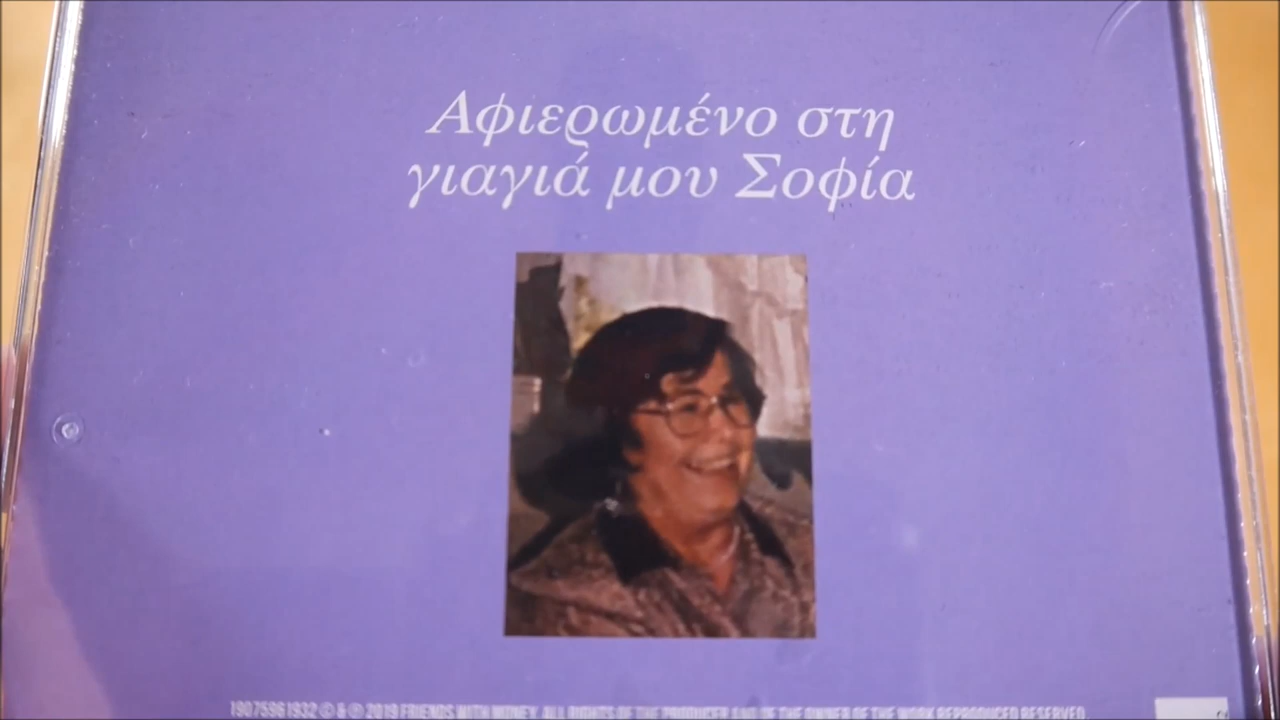 Αφιερωμένο στη
γιαγιά μου Σοφία
19075961932 © & ℗ 2019 FRIENDS WITH MONEY. ALL RIGHTS OF THE PRODUCER AND OF THE OWNER OF THE WORK REPRODUCED RESERVED.